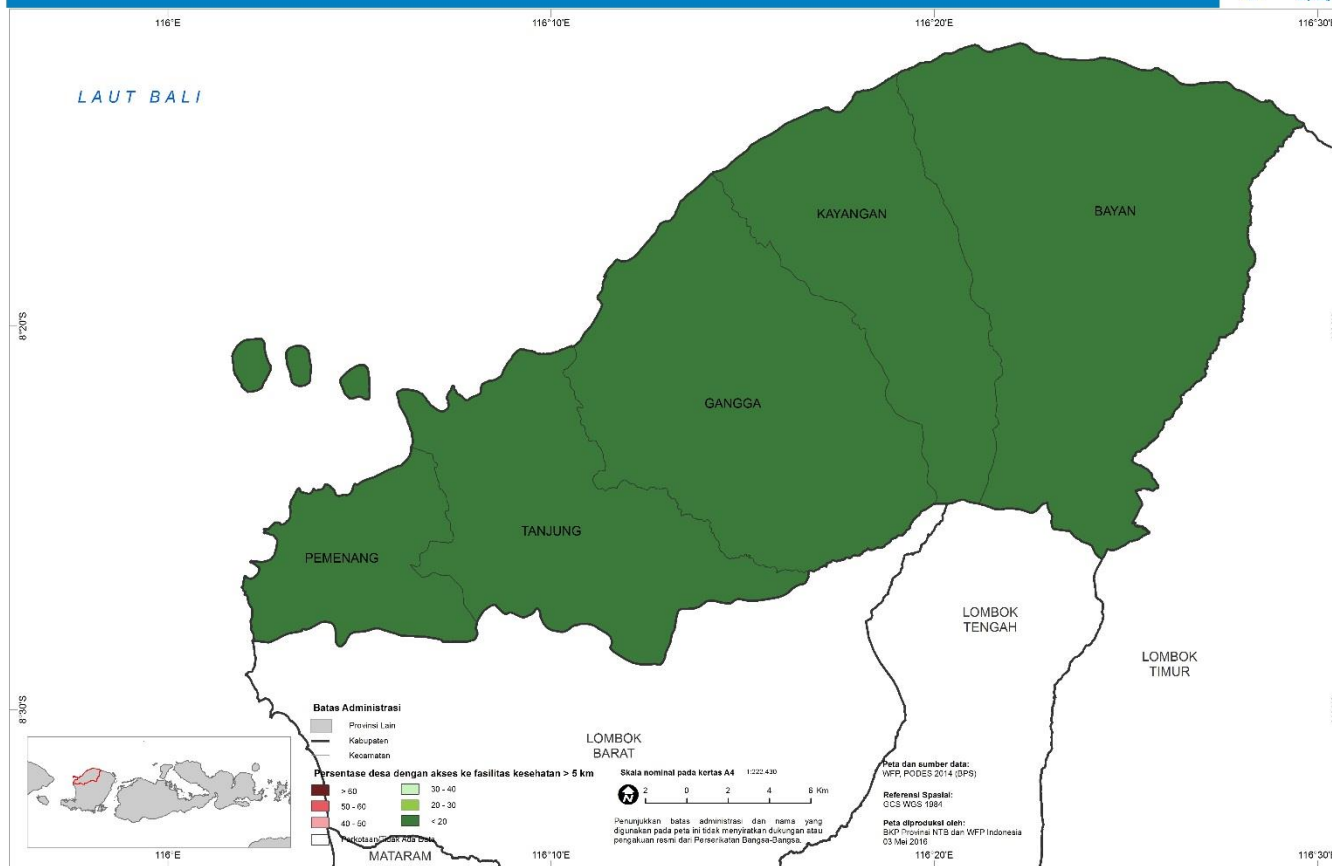 116°E
116°10'E
116°20'E
116°30'E
LAUT BALI
KAYANGAN
BAYAN
8°20'S
GANGGA
TANJUNG
PEMENANG
LOMBOK
TENGAH
LOMBOK
TIMUR
8°30'S
LOMBOK
BARAT
MATARAM
Batas Administrasi
Provinsi Lain
Kabupaten
Kecamatan
Persentase desa dengan akses ke fasilitas kesehatan > 5 km
> 60
50 - 60
40 - 50
Perkotaan/Tidak Ada Data
30 - 40
20 - 30
< 20
Skala nominal pada kertas A4 1:222.430
2 0 2 4 6 Km
Penunjukkan batas administrasi dan nama yang
digunakan pada peta ini tidak menyiratkan dukungan atau
pengakuan resmi dari Perserikatan Bangsa-Bangsa.
Peta dan sumber data:
WFP, PODES 2014 (BPS)
Referensi Spasial:
GCS WGS 1984
Peta diproduksi oleh:
BKP Provinsi NTB dan WFP Indonesia
03 Mei 2016
116°E
116°10'E
116°20'E
116°30'E